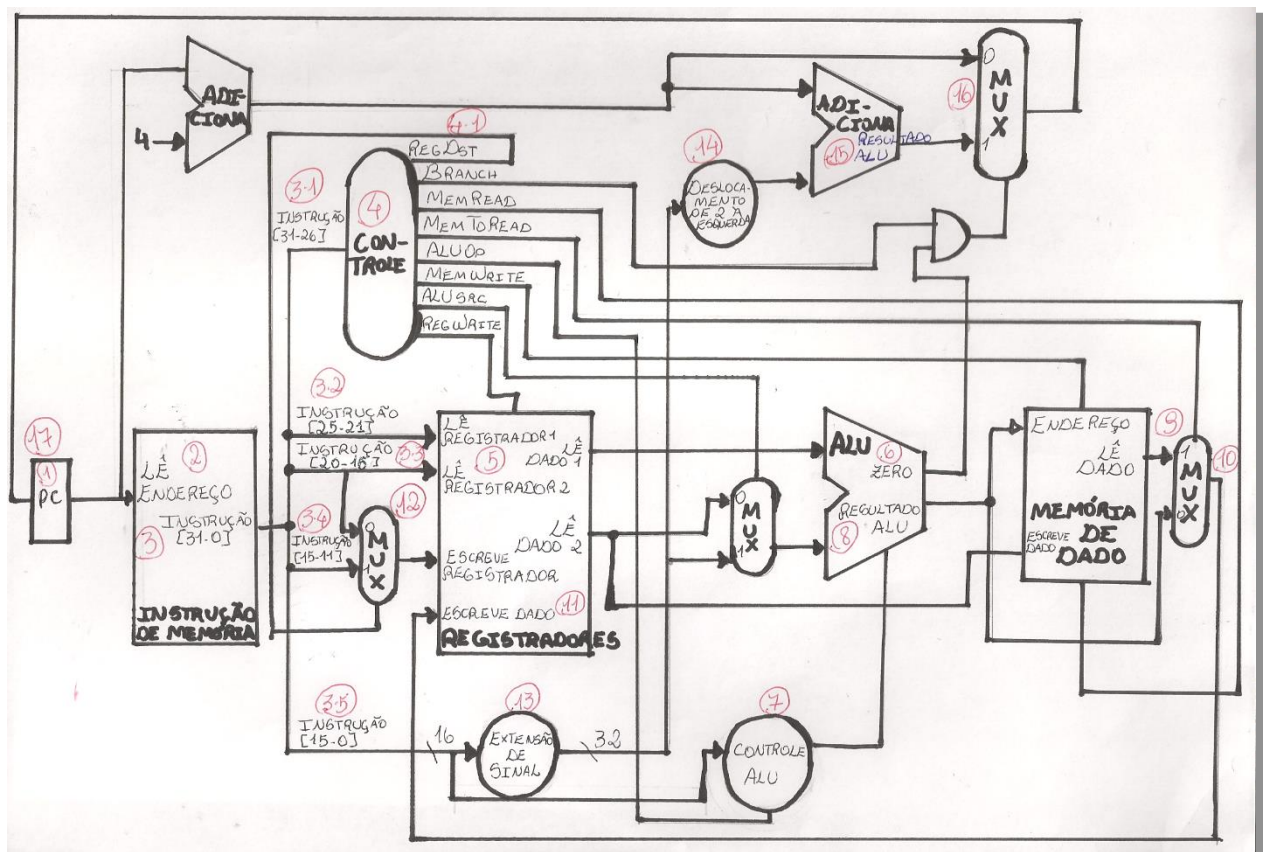 ADI-
CIONA
4
4.1
REGDST
BRANCH
MEMREAD
MEMTOREAD
ALUOP
MEMWRITE
ALUSRC
REGWRITE
3.1
INSTRUÇÃO
[31-26]
4
CON-
TROLE
14
DESLOCA-
MENTO
DE 2 À
ESQUERDA
ADI-
CIONA
15
RESULTADO
ALU
16
0
MUX
1
17
1
PC
2
LÊ
ENDEREÇO
3
INSTRUÇÃO
[31-0]
INSTRUÇÃO
DE MEMÓRIA
3.2
INSTRUÇÃO
[25-21]
INSTRUÇÃO
[20-16]
3.3
3.4
INSTRUÇÃO
[15-11]
12
0
MUX
1
LÊ
REGISTRADOR1
LÊ
DADO 1
5
LÊ
REGISTRADOR 2
LÊ
DADO 2
ESCREVE
REGISTRADOR
ESCREVE DADO
11
REGISTRADORES
0
MUX
1
ALU
6
ZERO
RESULTADO
ALU
8
ENDEREÇO
LÊ
DADO
MEMÓRIA
DE
DADO
ESCREVE
DADO
9
1
MUX
0
10
3.5
INSTRUÇÃO
[15-0]
16
13
EXTENSÃO
DE
SINAL
32
7
CONTROLE
ALU